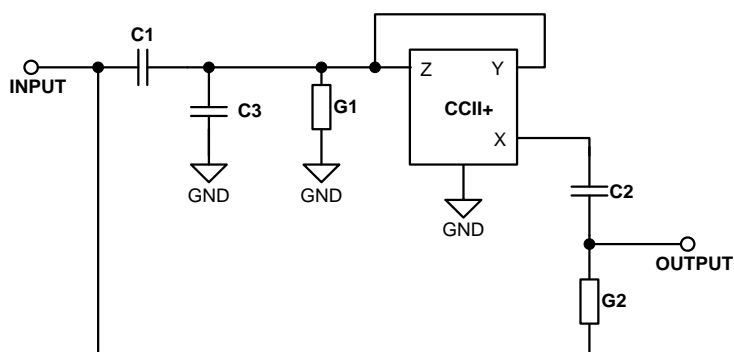 C1
INPUT
C3
G1
Z
Y
CCII+
X
GND
GND
GND
C2
OUTPUT
G2